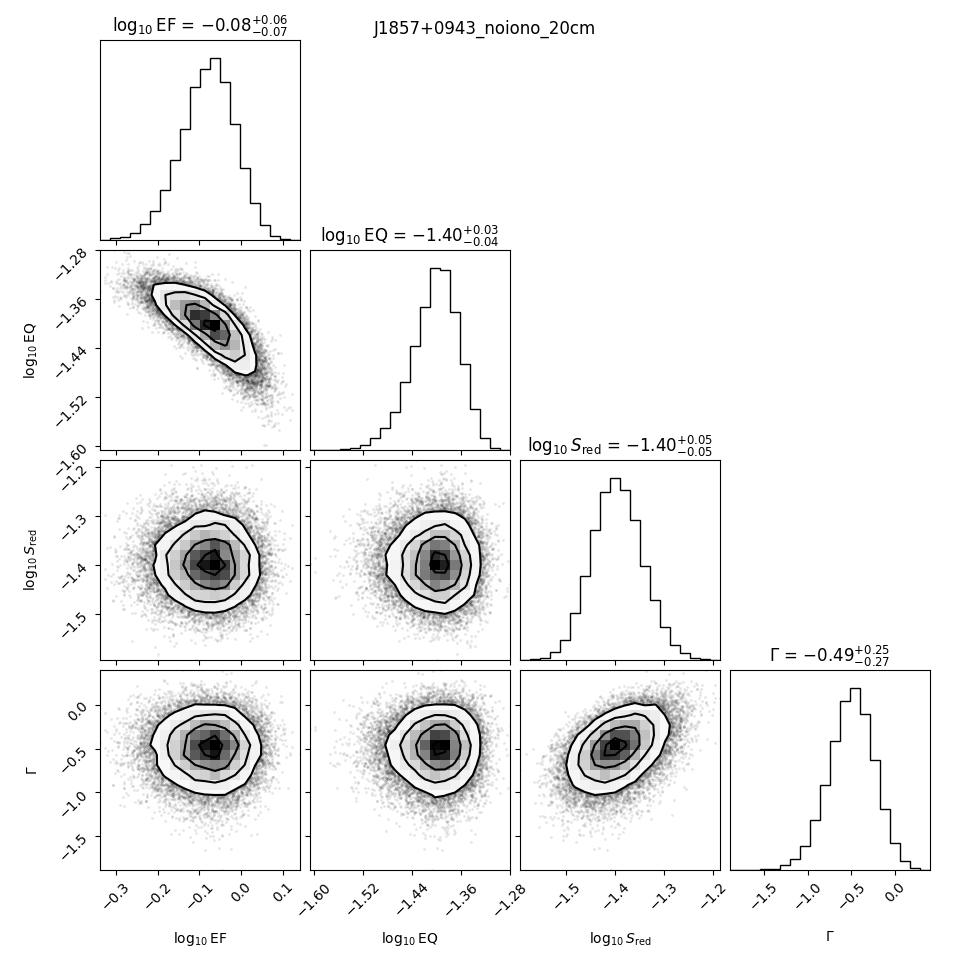 J1857+0943_noiono_20cm
log₁₀ EF = −0.08+0.06 −0.07
log₁₀ EQ = −1.40+0.03 −0.04
−1.28
−1.36
−1.44
−1.52
−1.60
log₁₀ EQ
log₁₀ Sred = −1.40+0.05 −0.05
−1.2
−1.3
−1.4
−1.5
log₁₀ Sred
Γ = −0.49+0.25 −0.27
0.0
−0.5
−1.0
−1.5
Γ
−0.3 −0.2 −0.1 0.0 0.1
log₁₀ EF
−1.60 −1.52 −1.44 −1.36 −1.28
log₁₀ EQ
−1.5 −1.4 −1.3 −1.2
log₁₀ Sred
−1.5 −1.0 −0.5 0.0
Γ